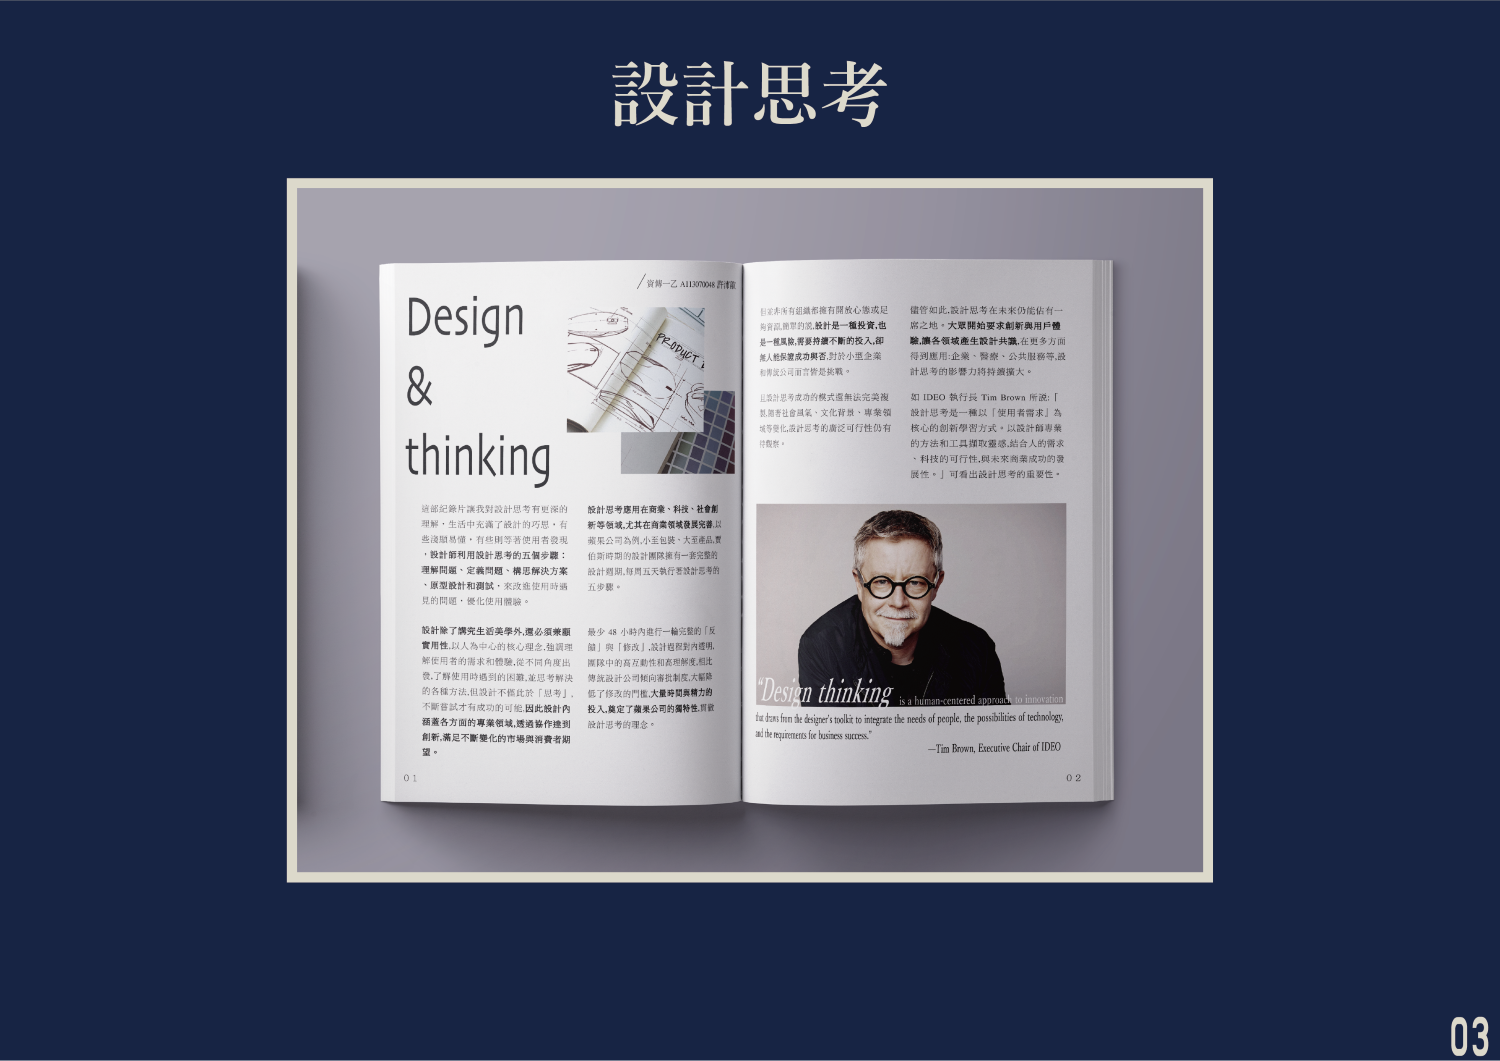 設計思考
資傳一乙 A113070048
Design
&
thinking
這部紀錄片讓我對設計思考有更深的
理解，生活中充滿了設計的巧思，有
些淺顯易懂，有些則等著使用者發現
，設計師利用設計思考的五個步驟：
理解問題、定義問題、構思解決方案
、原型設計和測試，來改進使用時遇
見的問題，優化使用體驗。
設計除了講究生活美學外,還必須兼顧
實用性,以人為中心的核心理念,強調理
解使用者的需求和體驗,從不同角度出
發,了解使用時遇到的困難,並思考解決
的各種方法,但設計不僅止於「思考」,
不斷嘗試才有成功的可能,因此設計內
涵蓋各方面的專業領域,透過協作達到
創新,滿足不斷變化的市場與消費者期
望。
設計思考應用在商業、科技、社會創
新等領域,尤其在商業領域發展完善,以
蘋果公司為例,小至包裝、大至產品,賈
伯斯時期的設計團隊擁有一套完整的
設計週期,每周五天執行著設計思考的
五步驟。
最少 48 小時內進行一輪完整的「反
饋」與「修改」,設計過程對內透明,
團隊中的高互動性和高理解度,相比
傳統設計公司傾向審批制度,大幅降
低了修改的門檻,大量時間與精力的
投入,奠定了蘋果公司的獨特性,貫徹
設計思考的理念。
01
但並非所有組織都擁有開放心態或足
夠資訊,簡單的說,設計是一種投資,也
是一種風險,需要持續不斷的投入,卻
無人能保證成功與否,對於小型企業
和傳統公司而言皆是挑戰。
且設計思考成功的模式還無法完美複
製,隨著社會風氣、文化背景、專業領
域等變化,設計思考的廣泛可行性仍有
待觀察。
儘管如此,設計思考在未來仍能佔有一
席之地。大眾開始要求創新與用戶體
驗,讓各領域產生設計共識,在更多方面
得到應用:企業、醫療、公共服務等,設
計思考的影響力將持續擴大。
如 IDEO 執行長 Tim Brown 所說:「
設計思考是一種以「使用者需求」為
核心的創新學習方式。以設計師專業
的方法和工具擷取靈感,結合人的需求
、科技的可行性,與未來商業成功的發
展性。」可看出設計思考的重要性。
PRODUCT
“Design thinking is a human-centered approach to innovation
that draws from the designer's toolkit to integrate the needs of people, the possibilities of technology,
and the requirements for business success.”
—Tim Brown, Executive Chair of IDEO
02
03